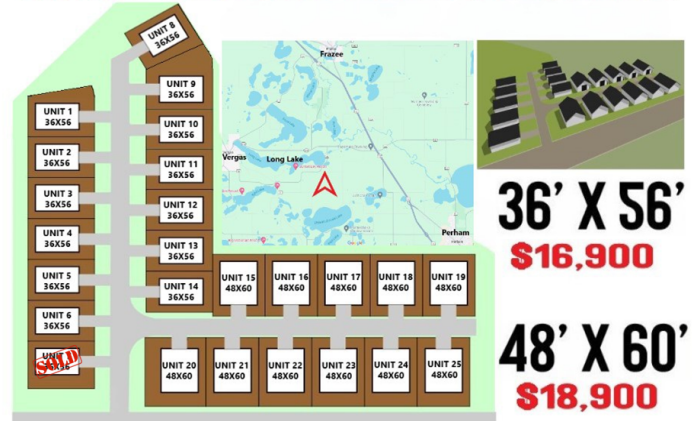 UNIT 8
36X56
UNIT 1
36X56
UNIT 2
36X56
UNIT 3
36X56
UNIT 4
36X56
UNIT 5
36X56
UNIT 6
36X56
SOLD
UNIT 9
36X56
UNIT 10
36X56
UNIT 11
36X56
UNIT 12
36X56
UNIT 13
36X56
UNIT 14
36X56
Frazee
Vergas
Long Lake
Perham
36' X 56'
$16,900
UNIT 15
48X60
UNIT 16
48X60
UNIT 17
48X60
UNIT 18
48X60
UNIT 19
48X60
UNIT 20
48X60
UNIT 21
48X60
UNIT 22
48X60
UNIT 23
48X60
UNIT 24
48X60
UNIT 25
48X60
48' X 60'
$18,900